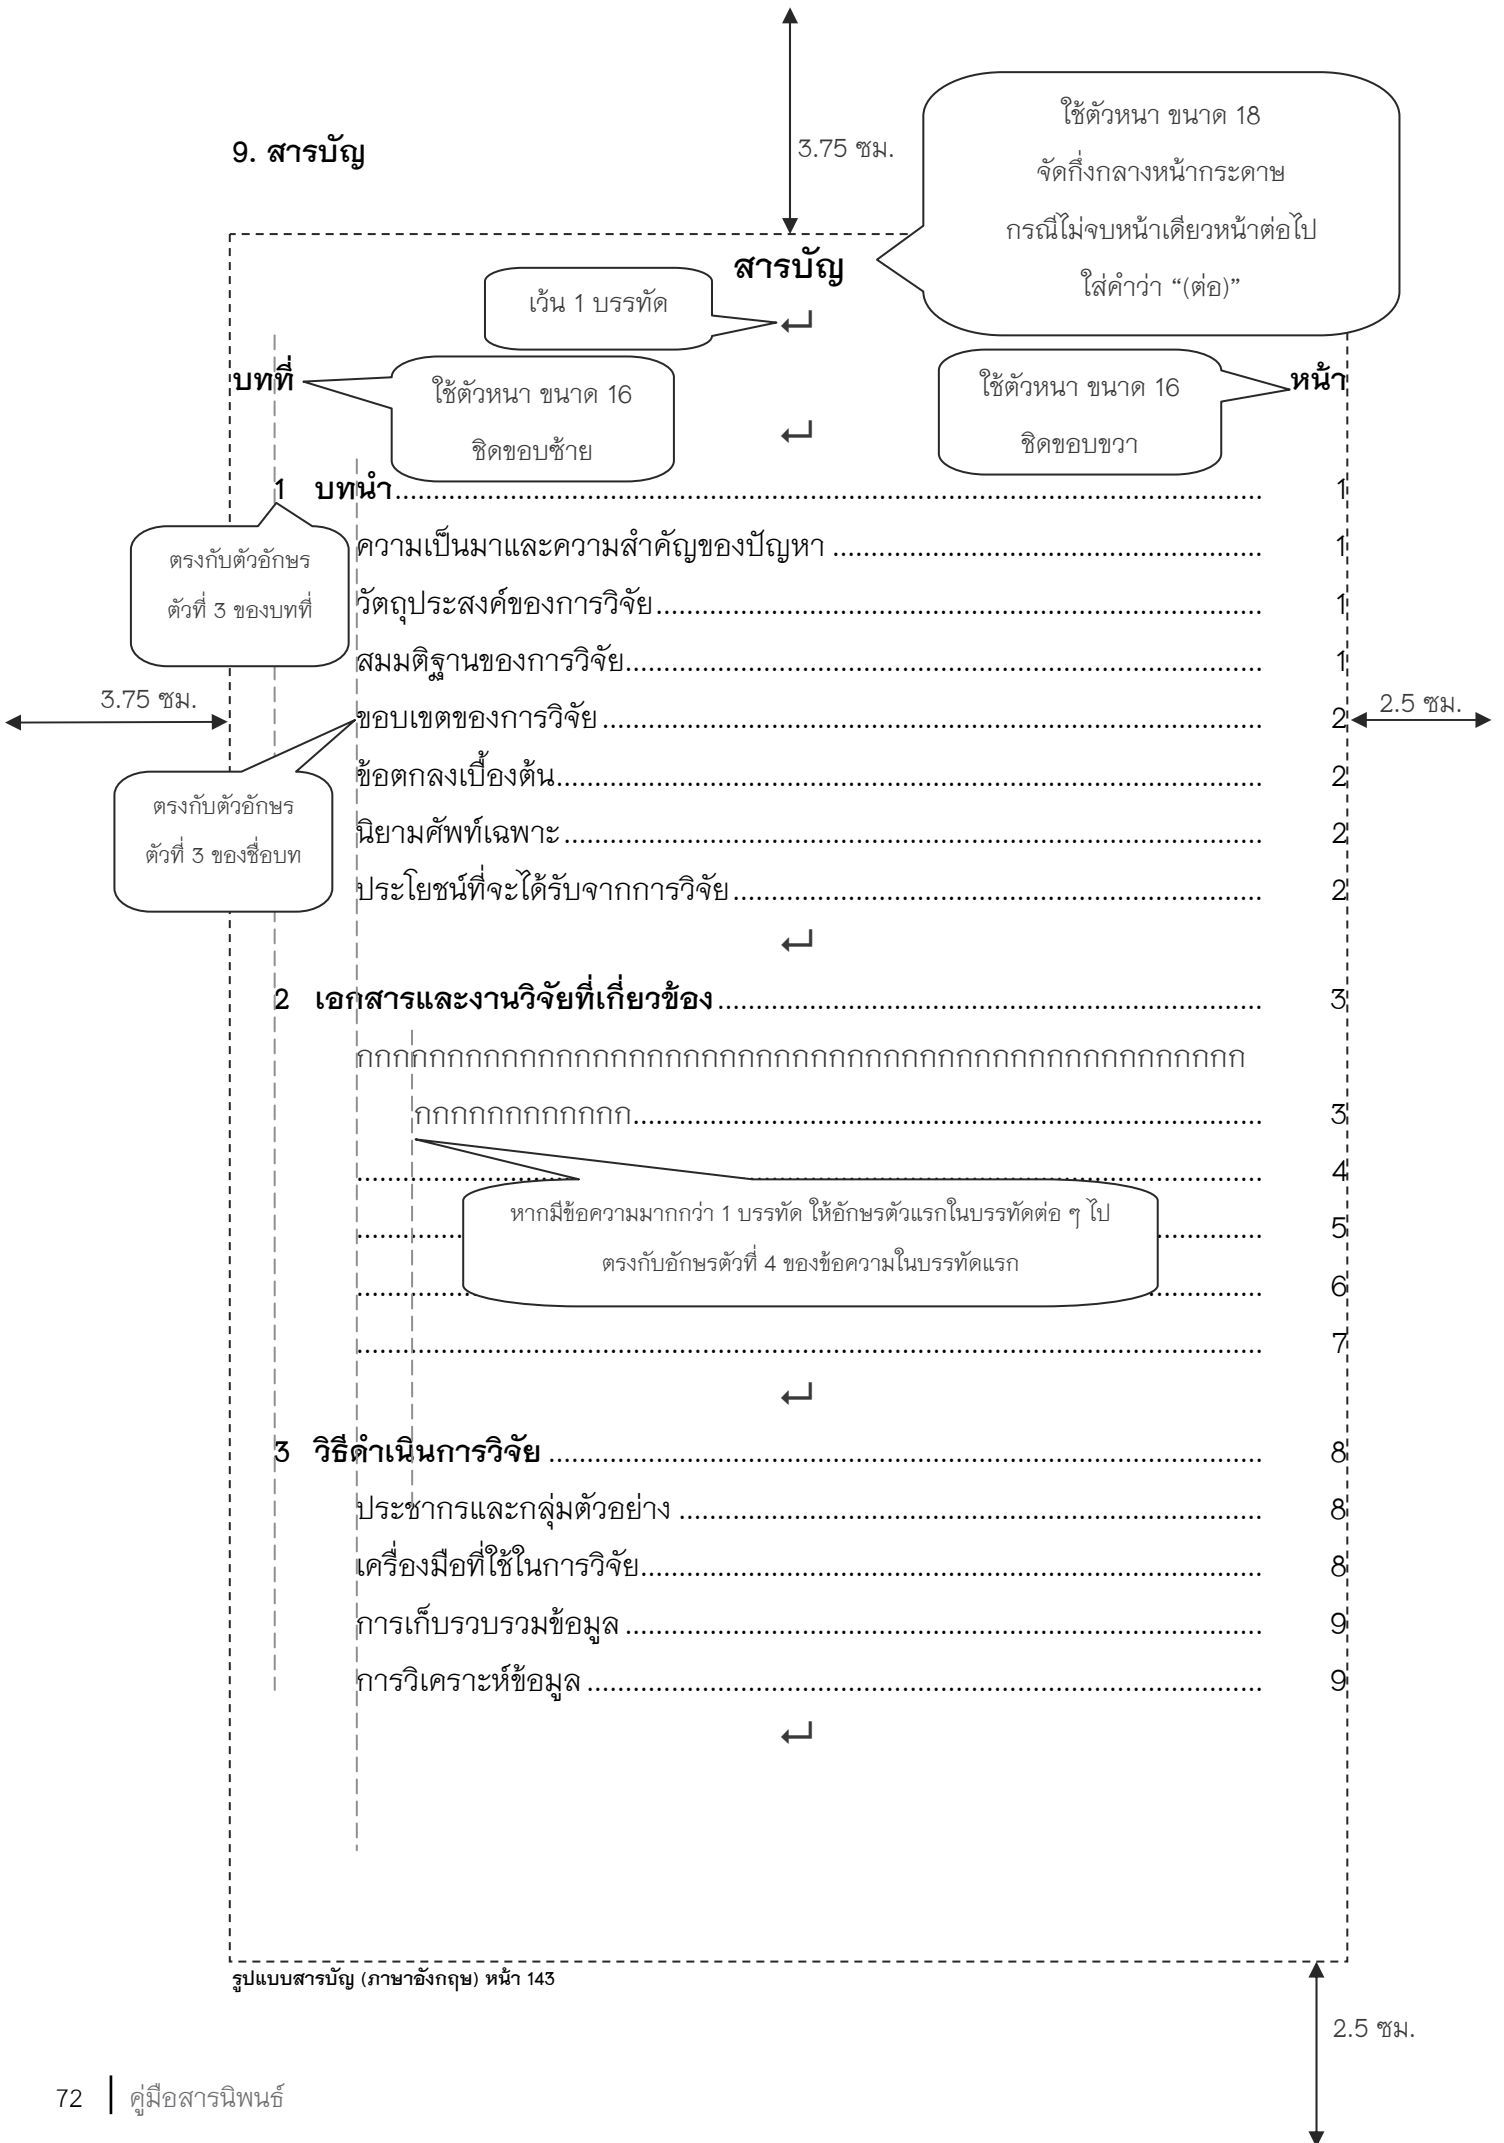 9. สารบัญ
3.75 ซม.
ใช้ตัวหนา ขนาด 18
จัดกึ่งกลางหน้ากระดาษ
กรณีไม่จบหน้าเดียวหน้าต่อไป
ใส่คำว่า “(ต่อ)”
สารบัญ
เว้น 1 บรรทัด
บทที่
ใช้ตัวหนา ขนาด 16
ชิดขอบซ้าย
ใช้ตัวหนา ขนาด 16
ชิดขอบขวา
หน้า
1 บทนำ........................................ 1
ตรงกับตัวอักษร
ตัวที่ 3 ของบทที่
ความเป็นมาและความสำคัญของปัญหา ........................................ 1
วัตถุประสงค์ของการวิจัย........................................ 1
สมมติฐานของการวิจัย........................................ 1
3.75 ซม.
ขอบเขตของการวิจัย ........................................ 2
2.5 ซม.
ข้อตกลงเบื้องต้น........................................ 2
ตรงกับตัวอักษร
ตัวที่ 3 ของชื่อบท
นิยามศัพท์เฉพาะ ........................................ 2
ประโยชน์ที่จะได้รับจากการวิจัย ........................................ 2
2 เอกสารและงานวิจัยที่เกี่ยวข้อง ........................................ 3
กกกกกกกกกกกกกกกกกกกกกกกกกกกกกกกกกกกกกกกกกกกกกกกกก
กกกกกกกกกกกก........................................ 3
........................................ 4
หากมีข้อความมากกว่า 1 บรรทัด ให้อักษรตัวแรกในบรรทัดต่อ ๆ ไป
ตรงกับอักษรตัวที่ 4 ของข้อความในบรรทัดแรก
........................................ 5
........................................ 6
........................................ 7
3 วิธีดำเนินการวิจัย ........................................ 8
ประชากรและกลุ่มตัวอย่าง ........................................ 8
เครื่องมือที่ใช้ในการวิจัย........................................ 8
การเก็บรวบรวมข้อมูล ........................................ 9
การวิเคราะห์ข้อมูล ........................................ 9
รูปแบบสารบัญ (ภาษาอังกฤษ) หน้า 143
2.5 ซม.
72 | คู่มือสารนิพนธ์